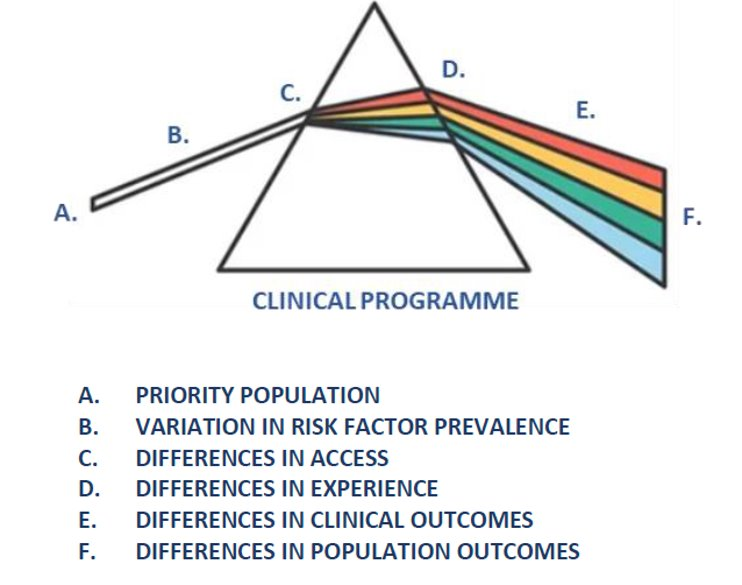 D.
C.
E.
B.
A.
F.
CLINICAL PROGRAMME
A. PRIORITY POPULATION
B. VARIATION IN RISK FACTOR PREVALENCE
C. DIFFERENCES IN ACCESS
D. DIFFERENCES IN EXPERIENCE
E. DIFFERENCES IN CLINICAL OUTCOMES
F. DIFFERENCES IN POPULATION OUTCOMES